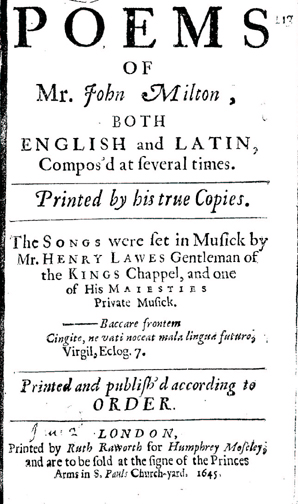 POEMS
OF
Mr. John Milton,
BOTH
ENGLISH and LATIN,
Compos'd at ſeveral times.
Printed by his true Copies.
The SONGS were ſet in Muſick by
Mr. HENRY LAWES Gentleman of
the KINGS Chappel, and one
of His MAIESTIES
Private Muſick.
——Baccare frontem
Cingite, ne vati noceat mala lingua futuro;
Virgil, Eclog. 7.
Printed and publiſh'd according to
ORDER.
LONDON,
Printed by Ruth Raworth for Humphrey Moſeley;
and are to be ſold at the ſigne of the Princes
Arms in S. Pauls Church-yard. 1645.